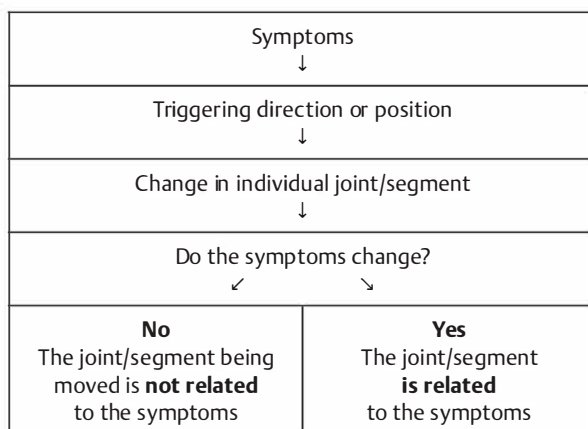 Symptoms
↓
Triggering direction or position
↓
Change in individual joint/segment
↓
Do the symptoms change?
↙ ↘
No
The joint/segment being
moved is not related
to the symptoms
Yes
The joint/segment
is related
to the symptoms